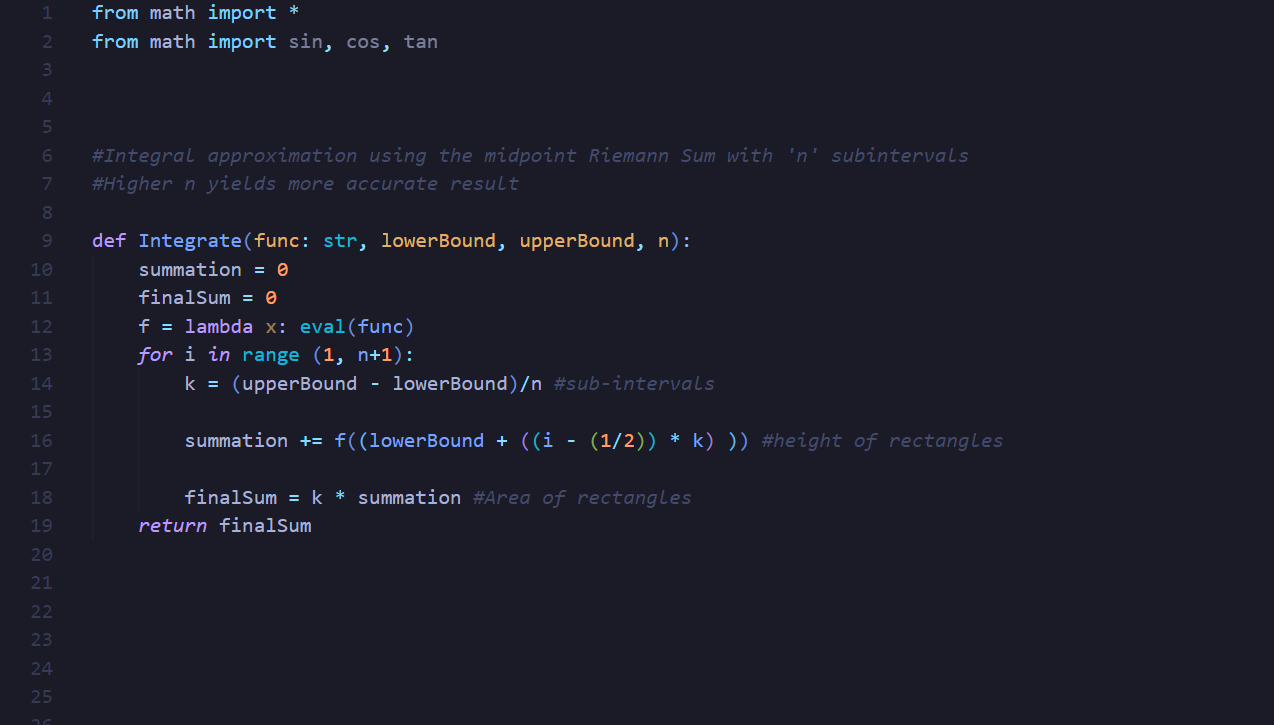 1 from math import *
2 from math import sin, cos, tan
3
4
5
6 #Integral approximation using the midpoint Riemann Sum with 'n' subintervals
7 #Higher n yields more accurate result
8
9 def Integrate(func: str, lowerBound, upperBound, n):
10     summation = 0
11     finalSum = 0
12     f = lambda x: eval(func)
13     for i in range (1, n+1):
14         k = (upperBound - lowerBound)/n #sub-intervals
15
16         summation += f((lowerBound + ((i - (1/2)) * k) )) #height of rectangles
17
18         finalSum = k * summation #Area of rectangles
19     return finalSum
20
21
22
23
24
25
26